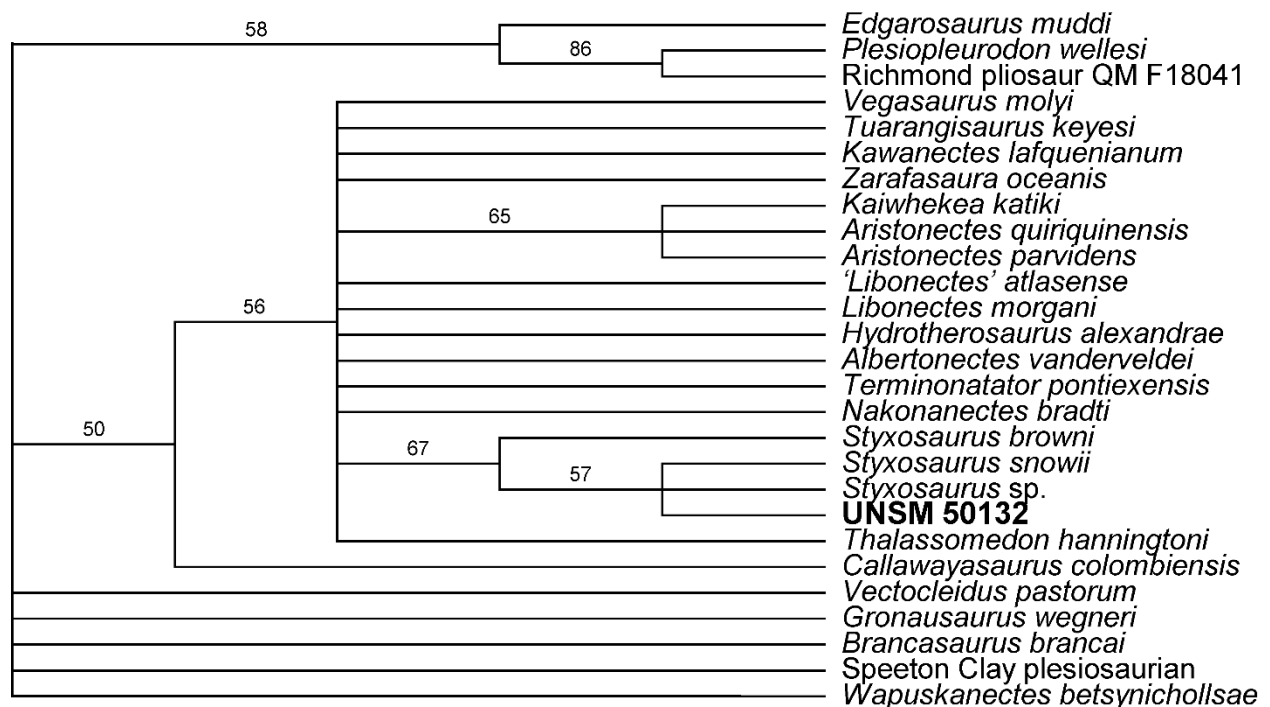 58
Edgarosaurus muddi
86
Plesiopleurodon wellesi
Richmond pliosaur QM F18041
Vegasaurus molyi
Tuarangisaurus keyesi
Kawanectes lafquenianum
Zarafasaura oceanis
Kaiwhekea katiki
65
Aristonectes quiriquinensis
Aristonectes parvidens
‘Libonectes’ atlasense
56
Libonectes morgani
Hydrotherosaurus alexandrae
Albertonectes vanderveldei
Terminonatator pontiexensis
Nakonanectes bradti
50
Styxosaurus browni
67
Styxosaurus snowii
57
Styxosaurus sp.
UNSM 50132
Thalassomedon hanningtoni
Callawayasaurus colombiensis
Vectocleidus pastorum
Gronausaurus wegneri
Brancasaurus brancai
Speeton Clay plesiosaurian
Wapuskanectes betsynichollsae